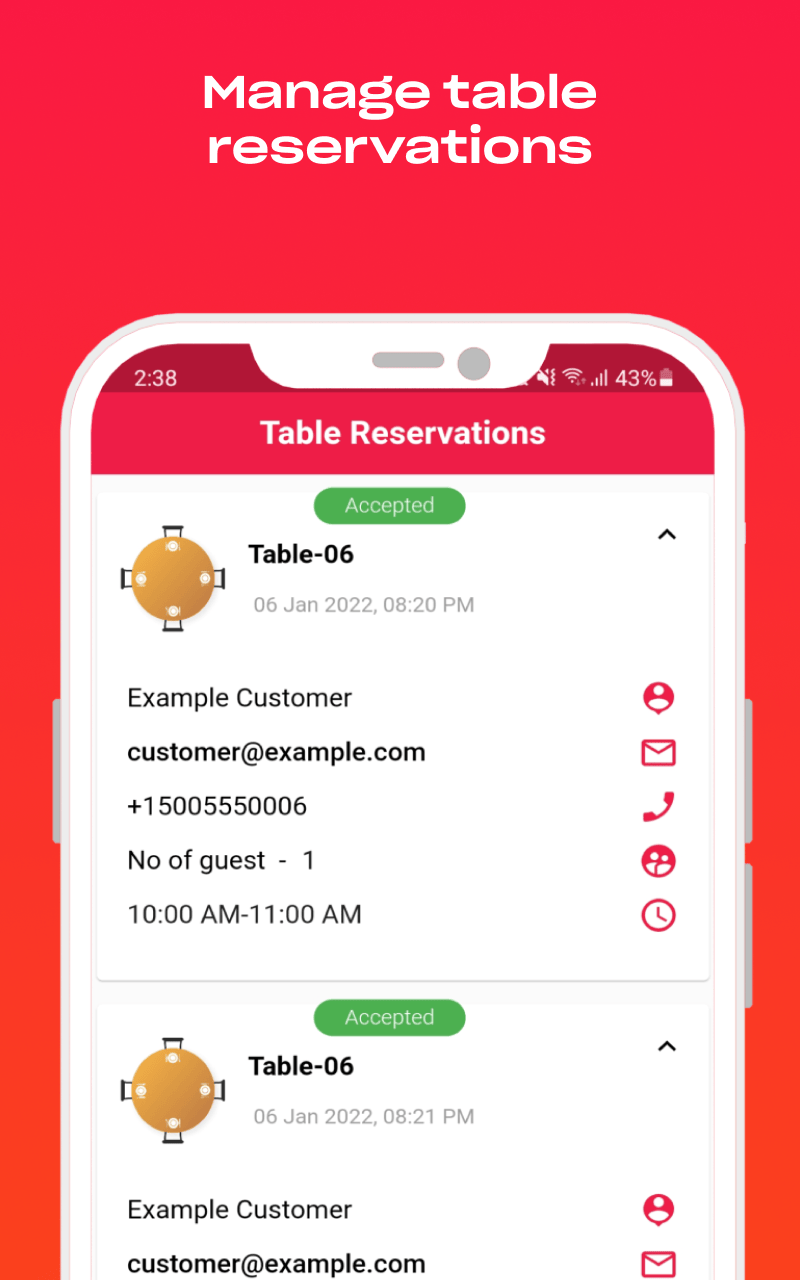 Manage table
reservations
2:38
43%
Table Reservations
Accepted
Table-06
06 Jan 2022, 08:20 PM
Example Customer
customer@example.com
+15005550006
No of guest - 1
10:00 AM-11:00 AM
Accepted
Table-06
06 Jan 2022, 08:21 PM
Example Customer
customer@example.com